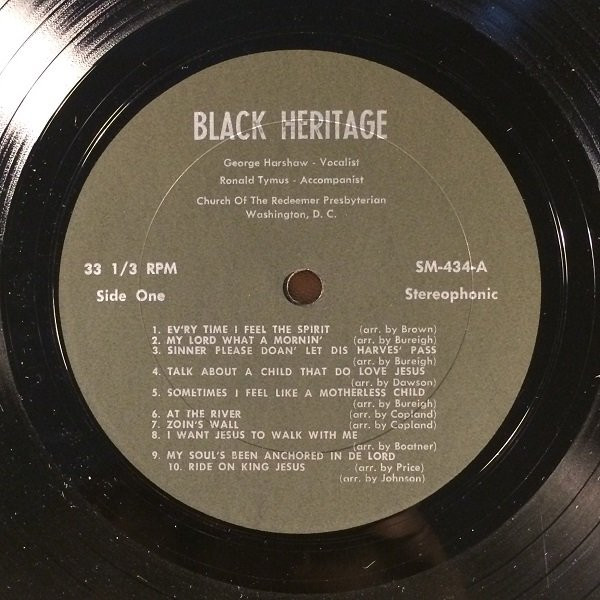 BLACK HERITAGE
George Harshaw - Vocalist
Ronald Tymus - Accompanist
Church Of The Redeemer Presbyterian
Washington, D. C.
33 1/3 RPM SM-434-A
Side One Stereophonic
1. EV'RY TIME I FEEL THE SPIRIT (arr. by Brown)
2. MY LORD WHAT A MORNIN' (arr. by Bureigh)
3. SINNER PLEASE DOAN' LET DIS HARVES' PASS
(arr. by Bureigh)
4. TALK ABOUT A CHILD THAT DO LOVE JESUS
(arr. by Dawson)
5. SOMETIMES I FEEL LIKE A MOTHERLESS CHILD
(arr. by Bureigh)
6. AT THE RIVER (arr. by Copland)
7. ZOIN'S WALL (arr. by Copland)
8. I WANT JESUS TO WALK WITH ME
(arr. by Boatner)
9. MY SOUL'S BEEN ANCHORED IN DE LORD
10. RIDE ON KING JESUS (arr. by Price)
(arr. by Johnson)